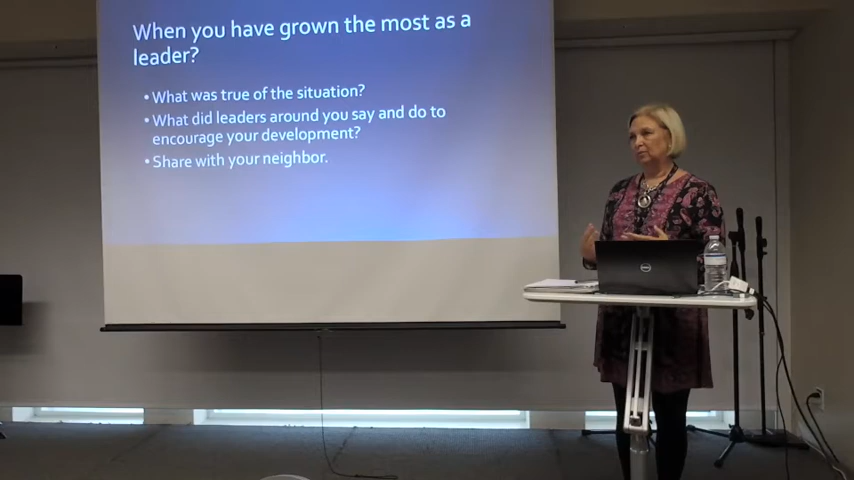 When you have grown the most as a
leader?
• What was true of the situation?
• What did leaders around you say and do to
encourage your development?
• Share with your neighbor.
DELL